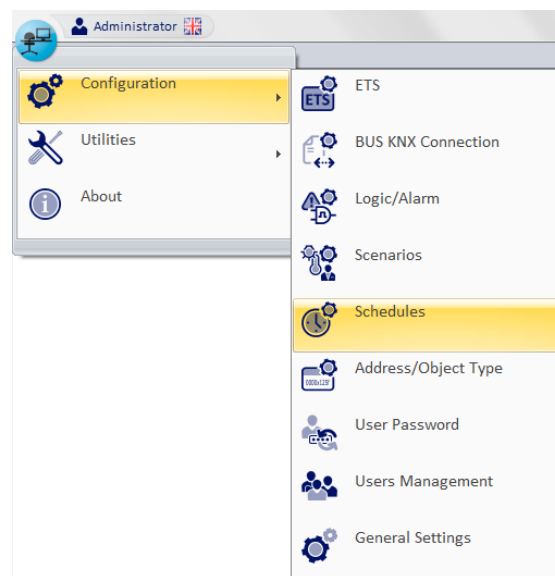 Administrator
Configuration
Utilities
About
ETS
ETS
BUS KNX Connection
Logic/Alarm
Scenarios
Schedules
Address/Object Type
User Password
Users Management
General Settings